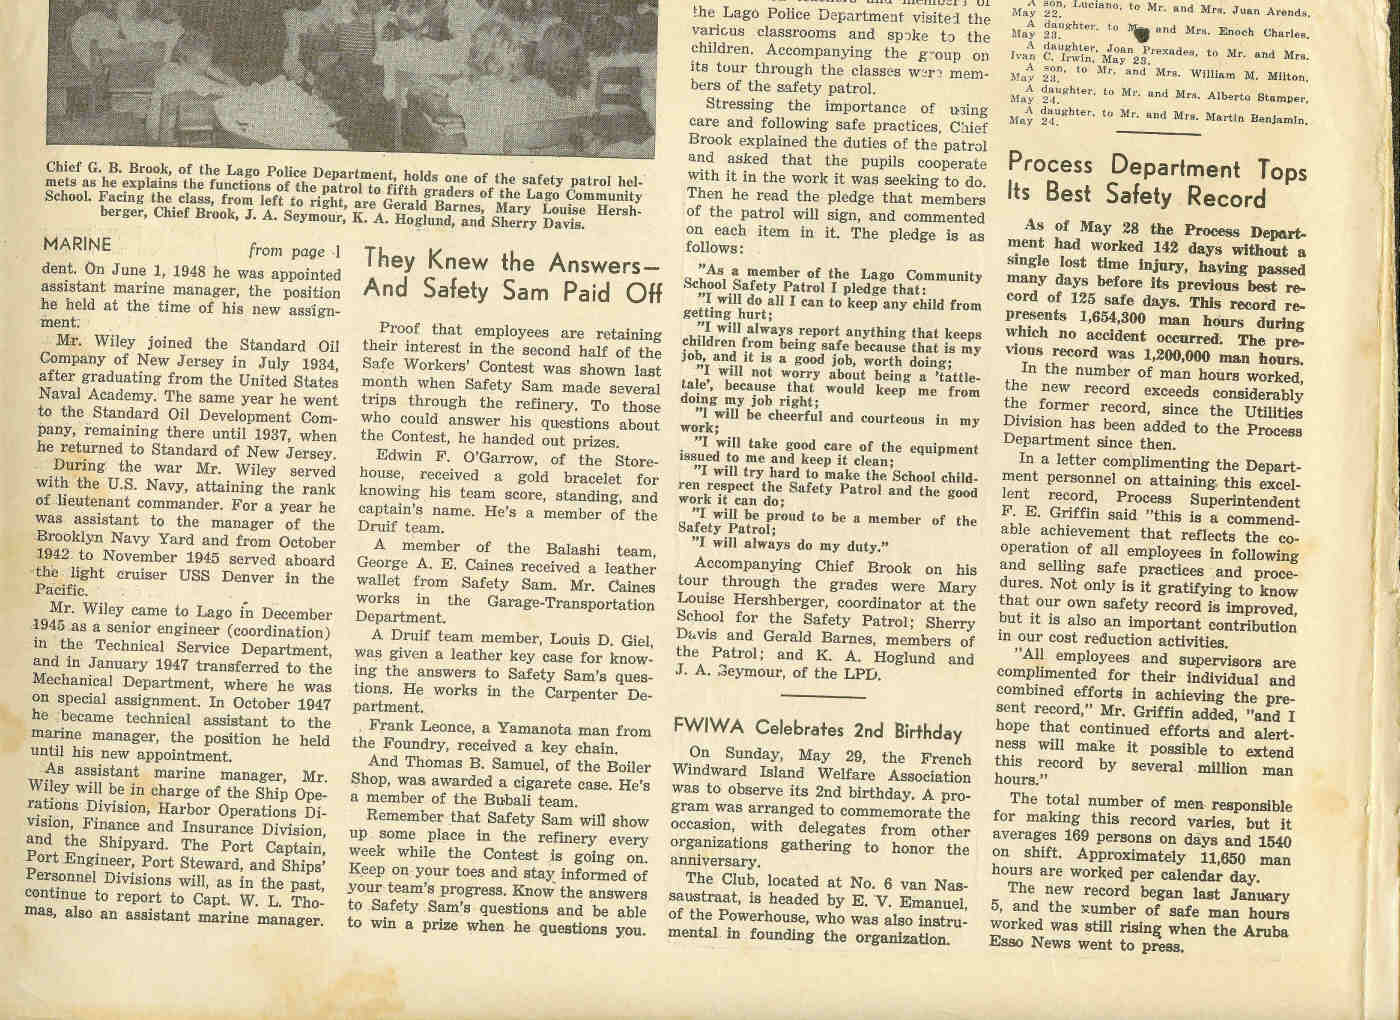 Chief G. B. Brook, of the Lago Police Department, holds one of the safety patrol hel-
mets as he explains the functions of the patrol to fifth graders of the Lago Community
School. Facing the class, from left to right, are Gerald Barnes, Mary Louise Hersh-
berger, Chief Brook, J. A. Seymour, K. A. Hoglund, and Sherry Davis.
MARINE from page 1
dent. On June 1, 1948 he was appointed
assistant marine manager, the position
he held at the time of his new assign-
ment.
Mr. Wiley joined the Standard Oil
Company of New Jersey in July 1934,
after graduating from the United States
Naval Academy. The same year he went
to the Standard Oil Development Com-
pany, remaining there until 1937, when
he returned to Standard of New Jersey.
During the war Mr. Wiley served
with the U.S. Navy, attaining the rank
of lieutenant commander. For a year he
was assistant to the manager of the
Brooklyn Navy Yard and from October
1942 to November 1945 served aboard
the light cruiser USS Denver in the
Pacific.
Mr. Wiley came to Lago in December
1945 as a senior engineer (coordination)
in the Technical Service Department,
and in January 1947 transferred to the
Mechanical Department, where he was
on special assignment. In October 1947
he became technical assistant to the
marine manager, the position he held
until his new appointment.
As assistant marine manager, Mr.
Wiley will be in charge of the Ship Ope-
rations Division, Harbor Operations Di-
vision, Finance and Insurance Division,
and the Shipyard. The Port Captain,
Port Engineer, Port Steward, and Ships'
Personnel Divisions will, as in the past,
continue to report to Capt. W. L. Tho-
mas, also an assistant marine manager.
They Knew the Answers—
And Safety Sam Paid Off
Proof that employees are retaining
their interest in the second half of the
Safe Workers' Contest was shown last
month when Safety Sam made several
trips through the refinery. To those
who could answer his questions about
the Contest, he handed out prizes.
Edwin F. O'Garrow, of the Store-
house, received a gold bracelet for
knowing his team score, standing, and
captain's name. He's a member of the
Druif team.
A member of the Balashi team,
George A. E. Caines received a leather
wallet from Safety Sam. Mr. Caines
works in the Garage-Transportation
Department.
A Druif team member, Louis D. Giel,
was given a leather key case for know-
ing the answers to Safety Sam's ques-
tions. He works in the Carpenter De-
partment.
Frank Leonce, a Yamanota man from
the Foundry, received a key chain.
And Thomas B. Samuel, of the Boiler
Shop, was awarded a cigarete case. He's
a member of the Bubali team.
Remember that Safety Sam will show
up some place in the refinery every
week while the Contest is going on.
Keep on your toes and stay informed of
your team's progress. Know the answers
to Safety Sam's questions and be able
to win a prize when he questions you.
the Lago Police Department visited the
various classrooms and spoke to the
children. Accompanying the group on
its tour through the classes were mem-
bers of the safety patrol.
Stressing the importance of using
care and following safe practices, Chief
Brook explained the duties of the patrol
and asked that the pupils cooperate
with it in the work it was seeking to do.
Then he read the pledge that members
of the patrol will sign, and commented
on each item in it. The pledge is as
follows:
"As a member of the Lago Community
School Safety Patrol I pledge that:
"I will do all I can to keep any child from
getting hurt;
"I will always report anything that keeps
children from being safe because that is my
job, and it is a good job, worth doing;
"I will not worry about being a 'tattle-
tale', because that would keep me from
doing my job right;
"I will be cheerful and courteous in my
work;
"I will take good care of the equipment
issued to me and keep it clean;
"I will try hard to make the School child-
ren respect the Safety Patrol and the good
work it can do;
"I will be proud to be a member of the
Safety Patrol;
"I will always do my duty."
Accompanying Chief Brook on his
tour through the grades were Mary
Louise Hershberger, coordinator at the
School for the Safety Patrol; Sherry
Davis and Gerald Barnes, members of
the Patrol; and K. A. Hoglund and
J. A. Seymour, of the LPD.
FWIWA Celebrates 2nd Birthday
On Sunday, May 29, the French
Windward Island Welfare Association
was to observe its 2nd birthday. A pro-
gram was arranged to commemorate the
occasion, with delegates from other
organizations gathering to honor the
anniversary.
The Club, located at No. 6 van Nas-
saustraat, is headed by E. V. Emanuel,
of the Powerhouse, who was also instru-
mental in founding the organization.
A son, Luciano, to Mr. and Mrs. Juan Arends,
May 22.
A daughter, to and Mrs. Enoch Charles,
May 23.
A daughter, Joan Prexades, to Mr. and Mrs.
Ivan C. Irwin, May 23.
A son, to Mr. and Mrs. William M. Milton,
May 23.
A daughter, to Mr. and Mrs. Alberto Stamper,
May 24.
A daughter, to Mr. and Mrs. Martin Benjamin,
May 24.
Process Department Tops
Its Best Safety Record
As of May 28 the Process Depart-
ment had worked 142 days without a
single lost time injury, having passed
many days before its previous best re-
cord of 125 safe days. This record re-
presents 1,654,300 man hours during
which no accident occurred. The pre-
vious record was 1,200,000 man hours.
In the number of man hours worked,
the new record exceeds considerably
the former record, since the Utilities
Division has been added to the Process
Department since then.
In a letter complimenting the Depart-
ment personnel on attaining this excel-
lent record, Process Superintendent
F. E. Griffin said "this is a commend-
able achievement that reflects the co-
operation of all employees in following
and selling safe practices and proce-
dures. Not only is it gratifying to know
that our own safety record is improved,
but it is also an important contribution
in our cost reduction activities.
"All employees and supervisors are
complimented for their individual and
combined efforts in achieving the pre-
sent record," Mr. Griffin added, "and I
hope that continued efforts and alert-
ness will make it possible to extend
this record by several million man
hours."
The total number of men responsible
for making this record varies, but it
averages 169 persons on days and 1540
on shift. Approximately 11,650 man
hours are worked per calendar day.
The new record began last January
5, and the number of safe man hours
worked was still rising when the Aruba
Esso News went to press.